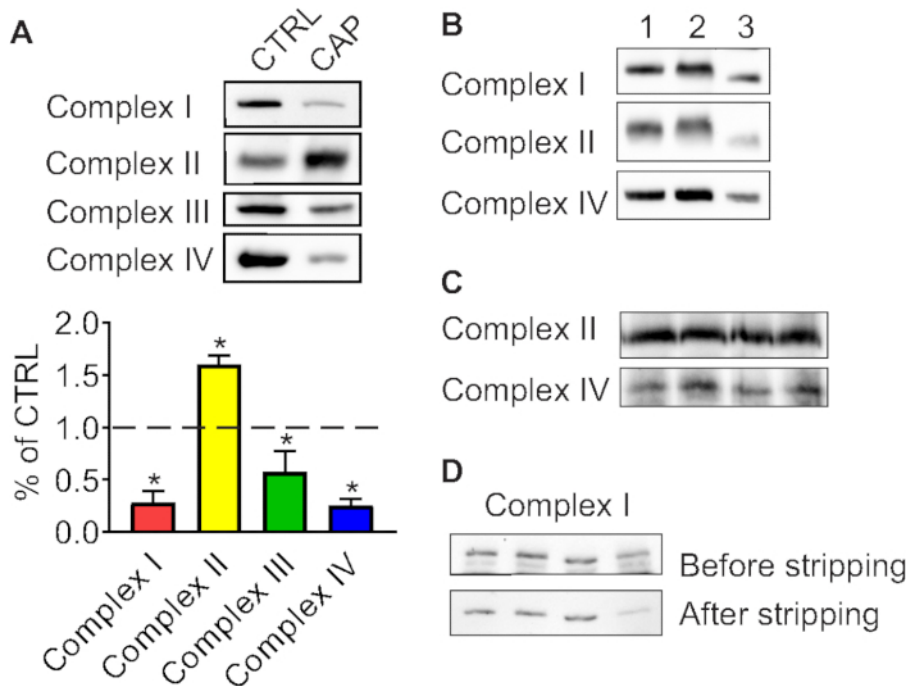 A
CTRL CAP
Complex I
Complex II
Complex III
Complex IV
% of CTRL
2.0
*
1.5
1.0
*
0.5
*
*
0.0
Complex I
Complex II
Complex III
Complex IV
B
1 2 3
Complex I
Complex II
Complex IV
C
Complex II
Complex IV
D
Complex I
Before stripping
After stripping